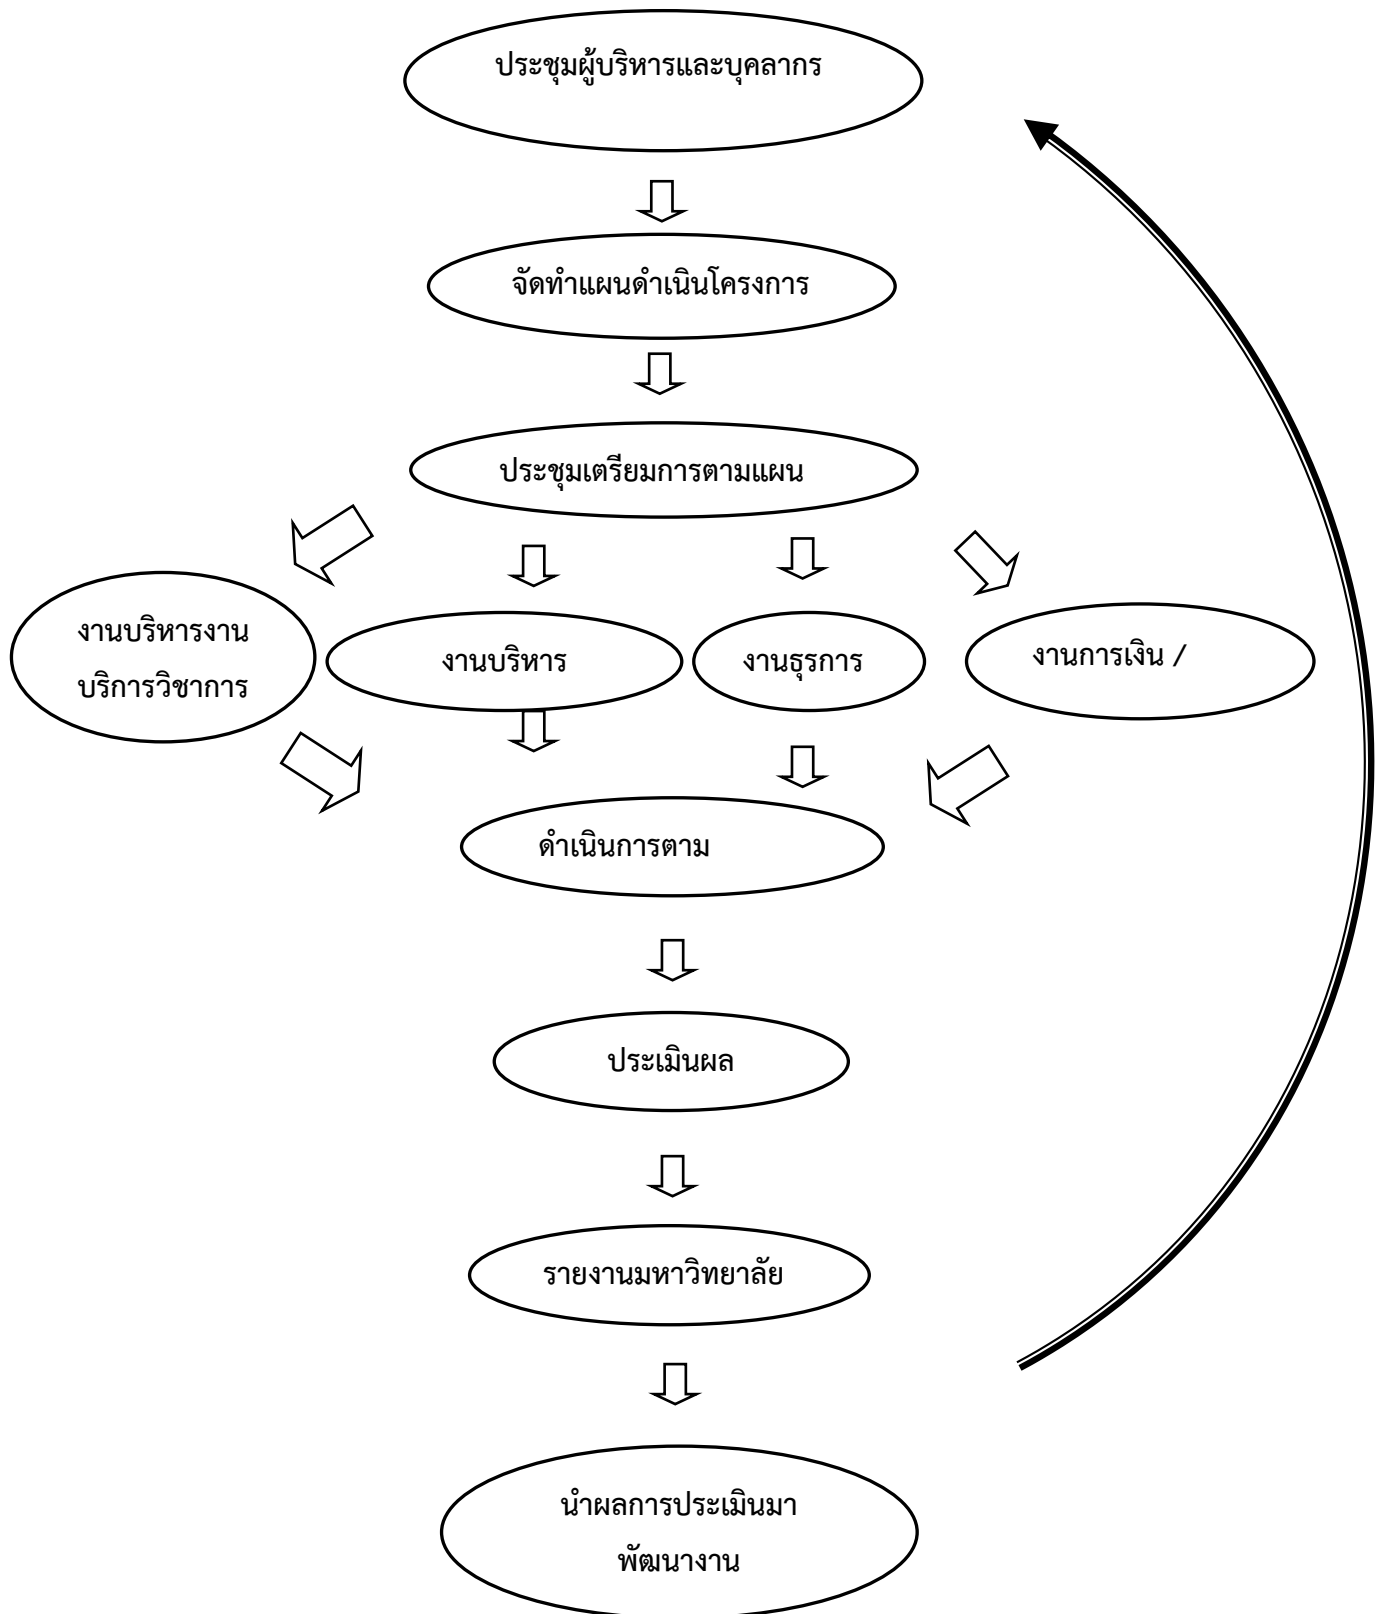 ประชุมผู้บริหารและบุคลากร
จัดทำแผนดำเนินโครงการ
ประชุมเตรียมการตามแผน
งานบริหารงาน
บริการวิชาการ
งานบริหาร
งานธุรการ
งานการเงิน /
ดำเนินการตาม
ประเมินผล
รายงานมหาวิทยาลัย
นำผลการประเมินมา
พัฒนางาน